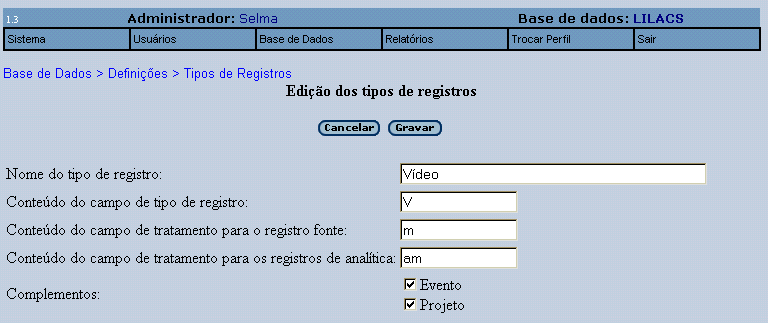 1.3 Administrador: Selma Base de dados: LILACS
Sistema Usuários Base de Dados Relatórios Trocar Perfil Sair
Base de Dados > Definições > Tipos de Registros
Edição dos tipos de registros
Cancelar Gravar
Nome do tipo de registro: Vídeo
Conteúdo do campo de tipo de registro: V
Conteúdo do campo de tratamento para o registro fonte: m
Conteúdo do campo de tratamento para os registros de analítica: am
Complementos: Evento
Projeto